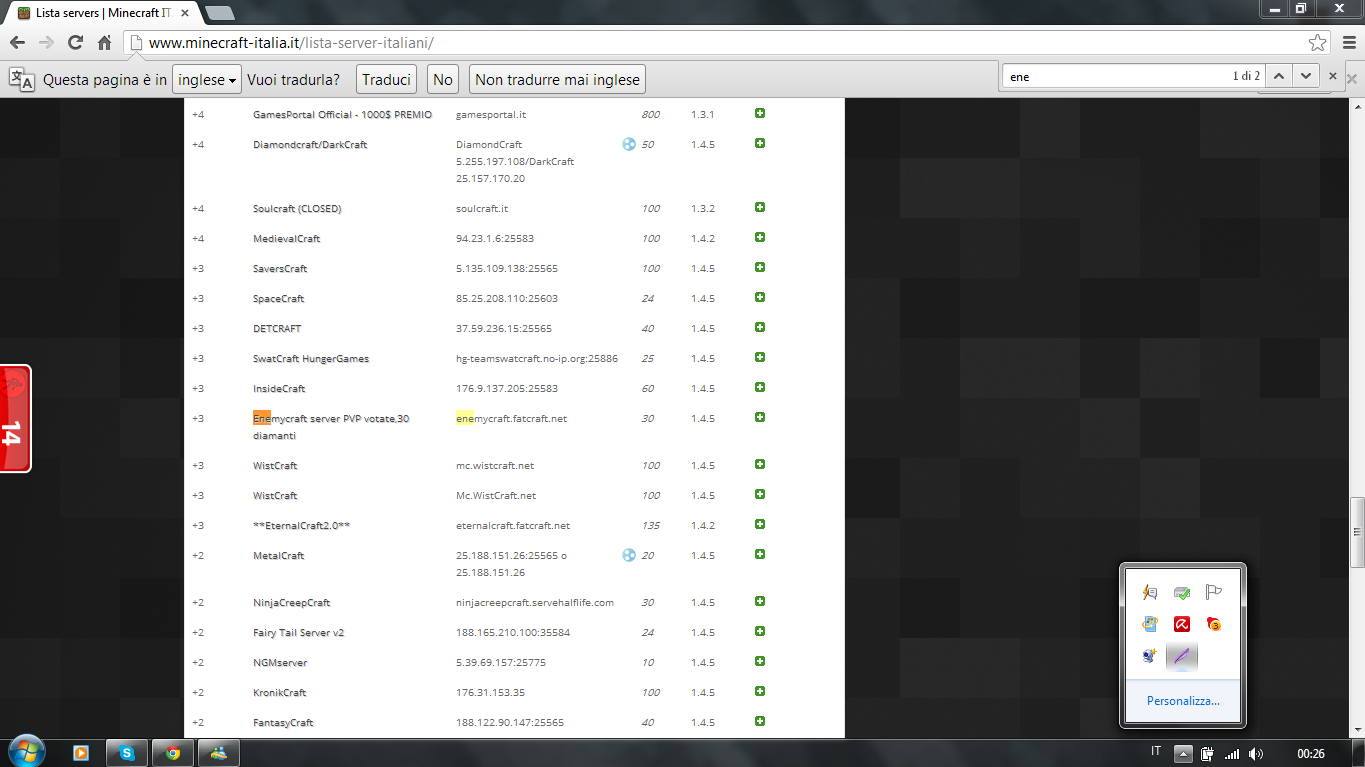 Lista servers | Minecraft IT
www.minecraft-italia.it/lista-server-italiani/
Questa pagina è in inglese Vuoi tradurla? Traduci No Non tradurre mai inglese
ene 1 di 2
+4 GamesPortal Official - 1000$ PREMIO gamesportal.it 800 1.3.1
+4 Diamondcraft/DarkCraft DiamondCraft 50 1.4.5
5.255.197.108/DarkCraft
25.157.170.20
+4 Soulcraft (CLOSED) soulcraft.it 100 1.3.2
+4 MedievalCraft 94.23.1.6:25583 100 1.4.2
+3 SaversCraft 5.135.109.138:25565 100 1.4.5
+3 SpaceCraft 85.25.208.110:25603 24 1.4.5
+3 DETCRAFT 37.59.236.15:25565 40 1.4.5
+3 SwatCraft HungerGames hg-teamswatcraft.no-ip.org:25886 25 1.4.5
+3 InsideCraft 176.9.137.205:25583 60 1.4.5
+3 Enemycraft server PVP votate,30 enemycraft.fatcraft.net 30 1.4.5
diamanti
+3 WistCraft mc.wistcraft.net 100 1.4.5
+3 WistCraft Mc.WistCraft.net 100 1.4.5
+3 **EternalCraft2.0** eternalcraft.fatcraft.net 135 1.4.2
+2 MetalCraft 25.188.151.26:25565 o 20 1.4.5
25.188.151.26
+2 NinjaCreepCraft ninjacreepcraft.servehalflife.com 30 1.4.5
+2 Fairy Tail Server v2 188.165.210.100:35584 24 1.4.5
+2 NGMserver 5.39.69.157:25775 10 1.4.5
+2 KronikCraft 176.31.153.35 100 1.4.5
+2 FantasyCraft 188.122.90.147:25565 40 1.4.5
14
3
Personalizza...
IT 00:26